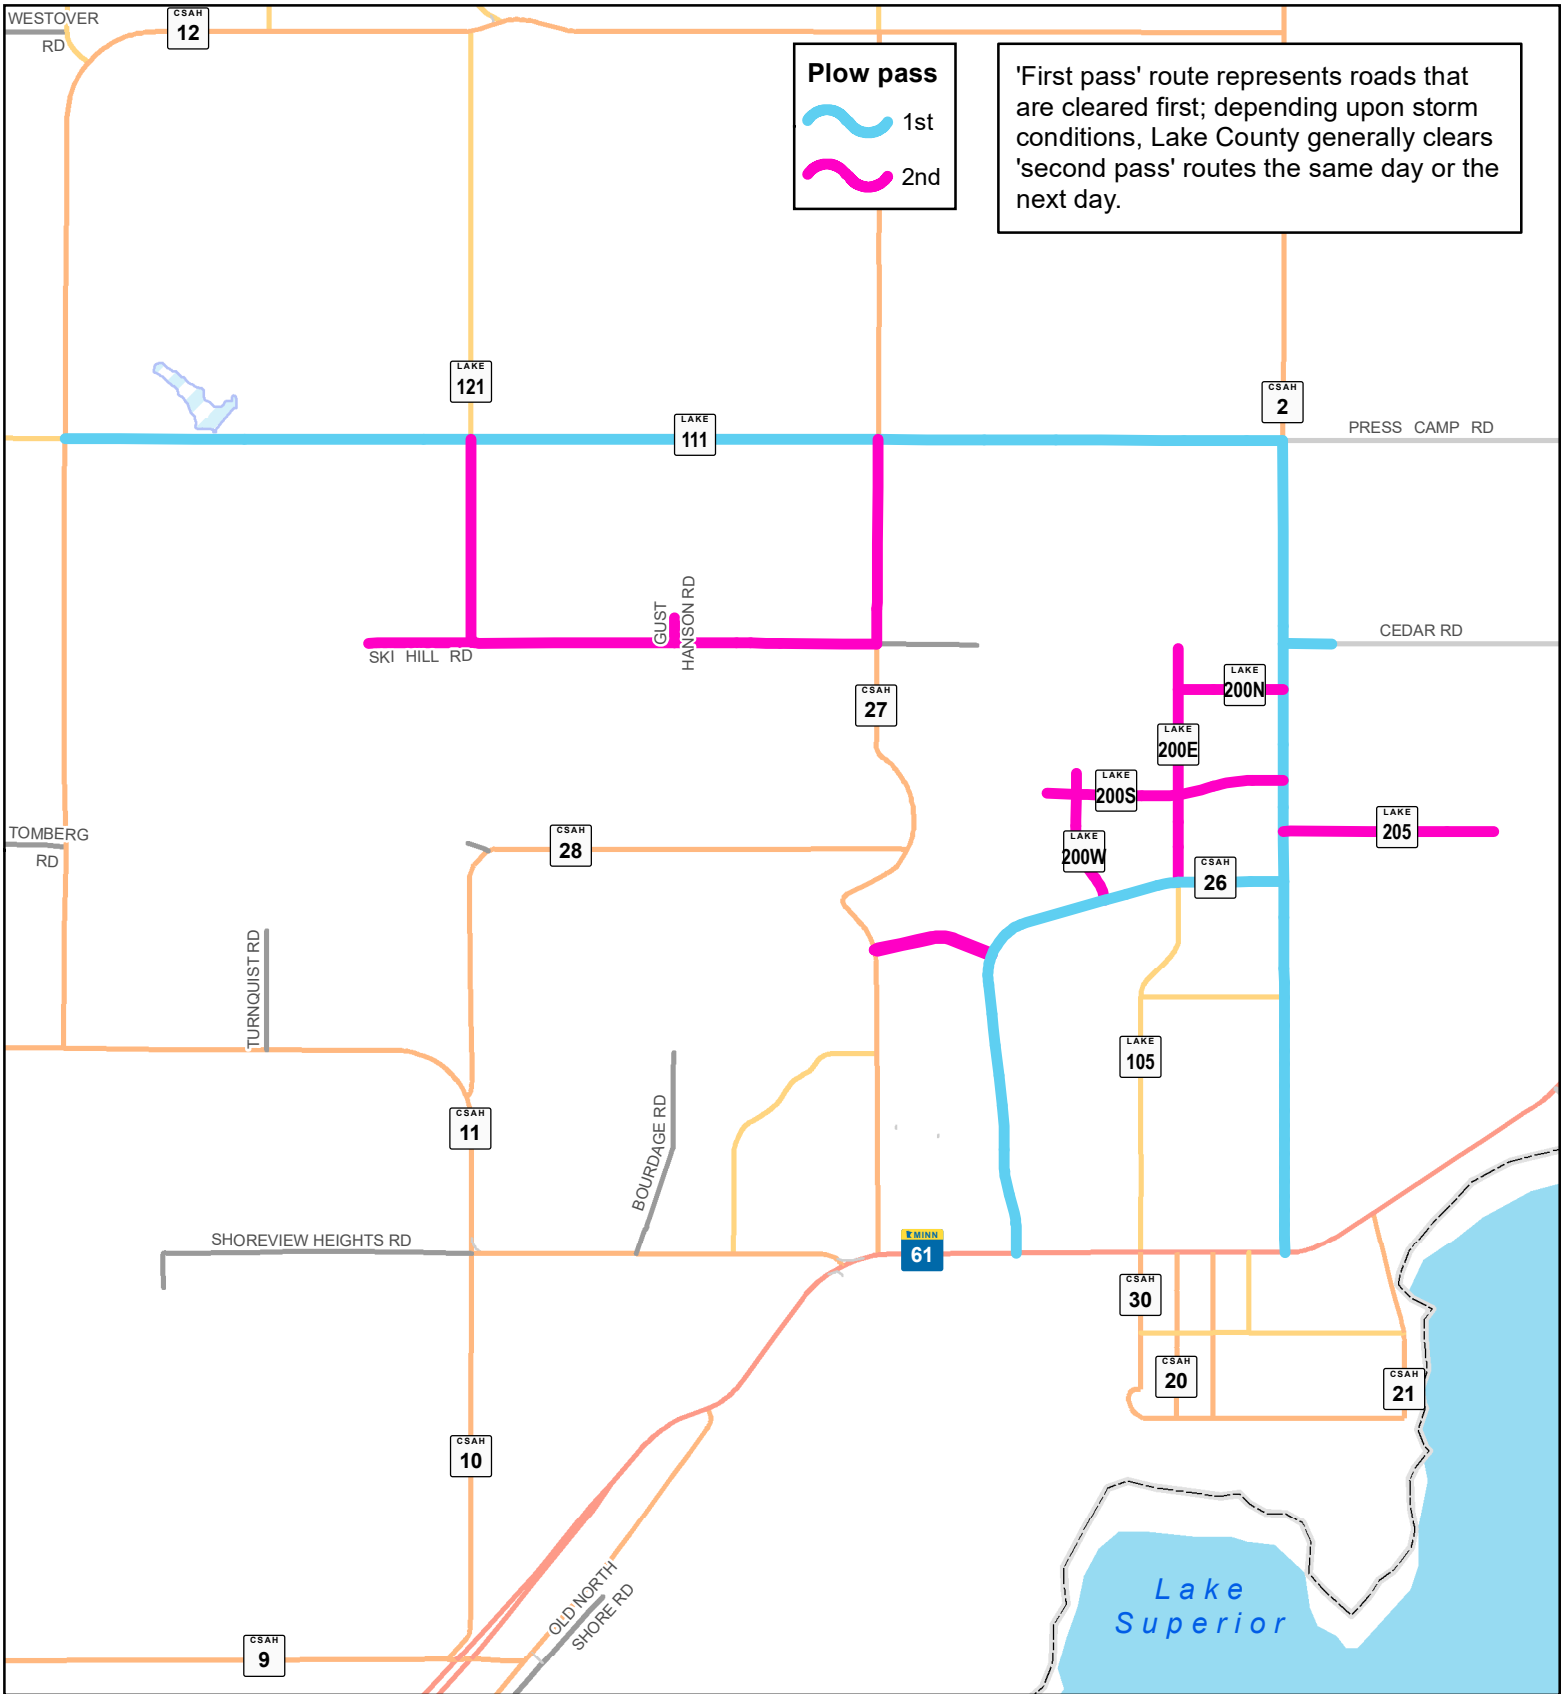 WESTOVER
RD
CSAH
12
Plow pass
1st
2nd
'First pass' route represents roads that
are cleared first; depending upon storm
conditions, Lake County generally clears
'second pass' routes the same day or the
next day.
LAKE
121
CSAH
2
LAKE
111
PRESS CAMP RD
GUST
HANSON RD
SKI HILL RD
CEDAR RD
LAKE
200N
CSAH
27
LAKE
200E
LAKE
200S
LAKE
205
TOMBERG
RD
CSAH
28
LAKE
200W
CSAH
26
TURNQUIST RD
LAKE
105
CSAH
11
BOURDAGE RD
SHOREVIEW HEIGHTS RD
MINN
61
CSAH
30
CSAH
20
CSAH
21
CSAH
10
OLD NORTH
SHORE RD
Lake
Superior
CSAH
9